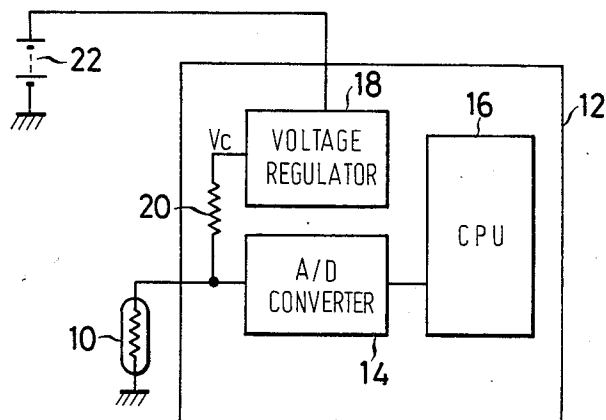 22
18
12
16
Vc
VOLTAGE
REGULATOR
20
CPU
A/D
CONVERTER
10
14